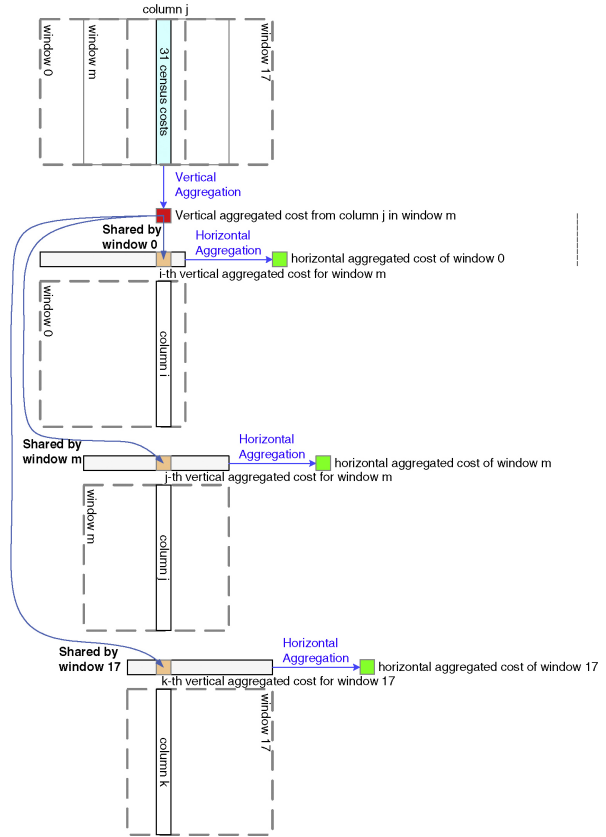 column j
window 0
window m
31 census costs
window 17
Vertical
Aggregation
Vertical aggregated cost from column j in window m
Shared by
window 0
Horizontal
Aggregation
horizontal aggregated cost of window 0
i-th vertical aggregated cost for window m
window 0
column i
Shared by
window m
Horizontal
Aggregation
horizontal aggregated cost of window m
j-th vertical aggregated cost for window m
window m
column j
Shared by
window 17
Horizontal
Aggregation
horizontal aggregated cost of window 17
k-th vertical aggregated cost for window 17
window 17
column k